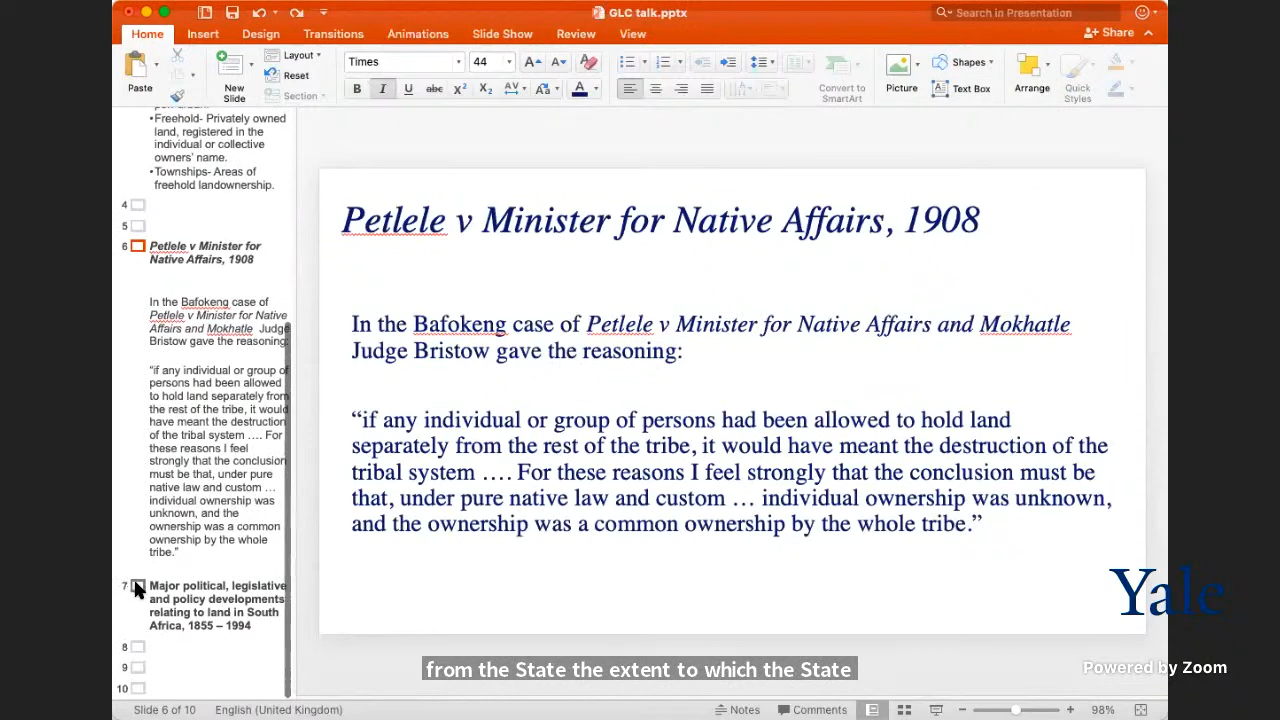 GLC talk.pptx
Search in Presentation
Home Insert Design Transitions Animations Slide Show Review View
Share
Paste
New
Slide
Layout
Reset
Section
Times
44
Convert to
SmartArt
Picture
Shapes
Text Box
Arrange
Quick
Styles
•Freehold- Privately owned
land, registered in the
individual or collective
owners’ name.
•Townships- Areas of
freehold landownership.
4
5
6 Petlele v Minister for
Native Affairs, 1908
In the Bafokeng case of
Petlele v Minister for Native
Affairs and Mokhatle Judge
Bristow gave the reasoning:
“if any individual or group of
persons had been allowed
to hold land separately from
the rest of the tribe, it would
have meant the destruction
of the tribal system …. For
these reasons I feel
strongly that the conclusion
must be that, under pure
native law and custom …
individual ownership was
unknown, and the
ownership was a common
ownership by the whole
tribe.”
7 Major political, legislative
and policy developments
relating to land in South
Africa, 1855 – 1994
8
9
10
Petlele v Minister for Native Affairs, 1908
In the Bafokeng case of Petlele v Minister for Native Affairs and Mokhatle
Judge Bristow gave the reasoning:
“if any individual or group of persons had been allowed to hold land
separately from the rest of the tribe, it would have meant the destruction of the
tribal system …. For these reasons I feel strongly that the conclusion must be
that, under pure native law and custom … individual ownership was unknown,
and the ownership was a common ownership by the whole tribe.”
Yale
from the State the extent to which the State
Powered by Zoom
Slide 6 of 10 English (United Kingdom) Notes Comments 98%